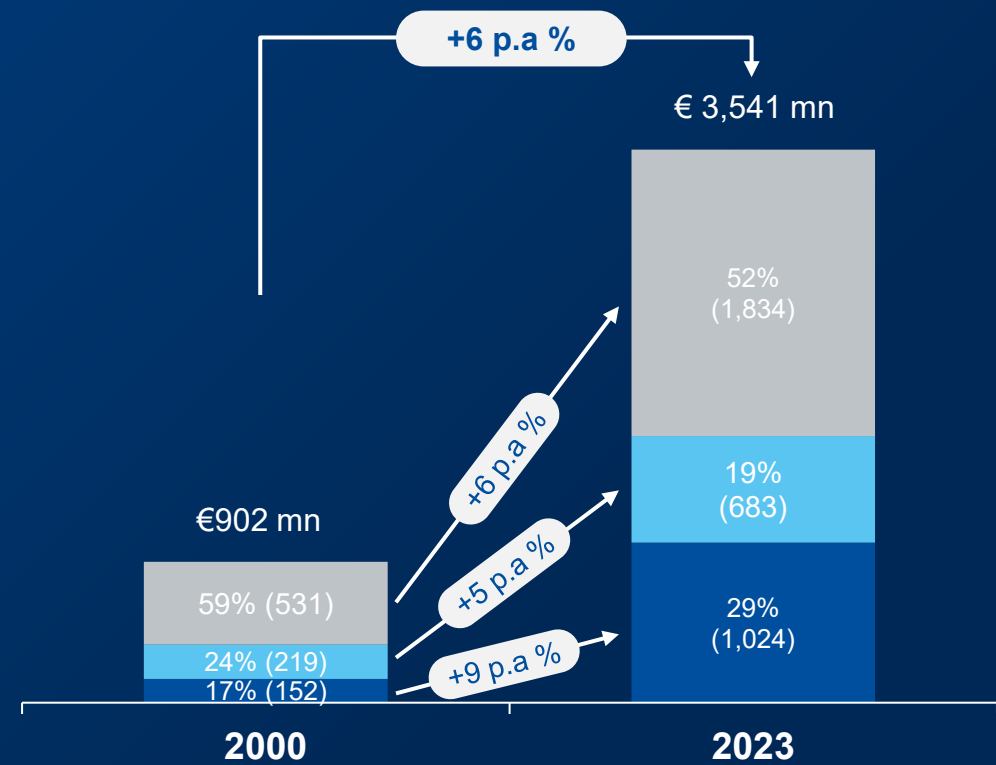 +6 p.a %
€ 3,541 mn
52%
(1,834)
+6 p.a %
19%
(683)
€902 mn
+5 p.a %
59% (531)
29%
(1,024)
24% (219)
+9 p.a %
17% (152)
2000
2023